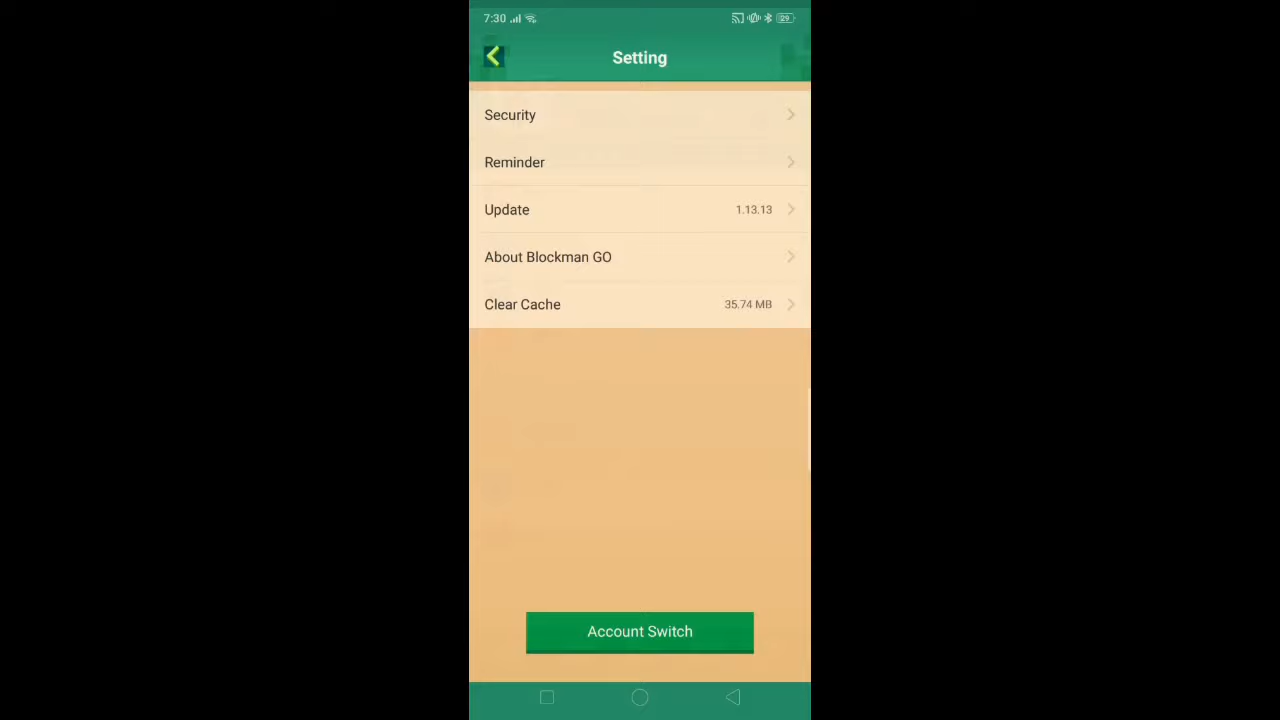 7:30 29
Setting
Security
Reminder
Update 1.13.13
About Blockman GO
Clear Cache 35.74 MB
Account Switch